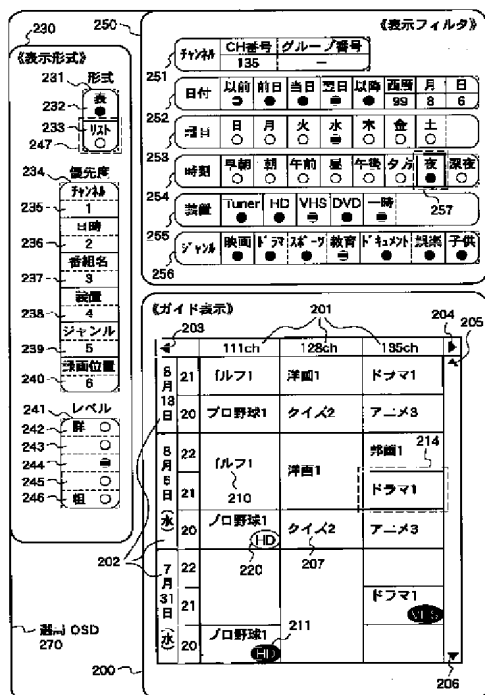 230
250
《表示フィルタ》
《表示形式》
231
形式
232
表
233
リスト
247
234
優先度
チャンネル
235
1
日時
236
2
番組名
237
3
装置
238
4
ジャンル
239
5
録画位置
240
6
241
レベル
242
詳
243
244
245
246
粗
チャンネル
CH番号 グループ番号
135 —
251
日付
以前 前日 当日 翌日 以降 西暦 月 日
99 8 6
252
曜日
日 月 火 水 木 金 土
253
時刻
早朝 朝 午前 昼 午後 夕方 夜 深夜
254
装置
Tuner HD VHS DVD 一時
257
255
ジャンル
映画 ドラマ スポーツ 教育 ドキュメント 娯楽 子供
256
《ガイド表示》
201
204
205
203
111ch 128ch 135ch
21 ゴルフ1 洋画1 ドラマ1
20 プロ野球1 クイズ2 アニメ3
22
ゴルフ1
洋画1
邦画1
214
21
210
ドラマ1
20 プロ野球1 クイズ2 アニメ3
HD
202
220
207
22
7月31日(水)
21
ドラマ1
VHS
20
プロ野球1
211
HD
選局 OSD
270
200
206